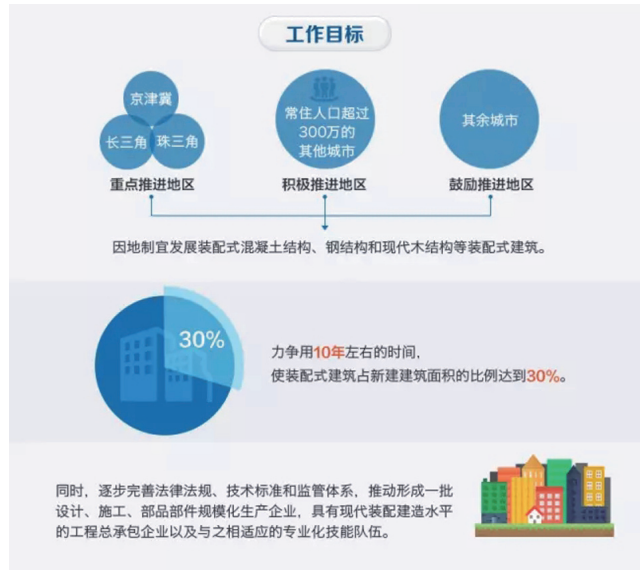 工作目标
京津冀
长三角 珠三角
常住人口超过
300万的
其他城市
其余城市
重点推进地区 积极推进地区 鼓励推进地区
因地制宜发展装配式混凝土结构、钢结构和现代木结构等装配式建筑。
30%
力争用10年左右的时间，
使装配式建筑占新建建筑面积的比例达到30%。
同时，逐步完善法律法规、技术标准和监管体系，推动形成一批
设计、施工、部品部件规模化生产企业，具有现代装配建造水平
的工程总承包企业以及与之相适应的专业化技能队伍。